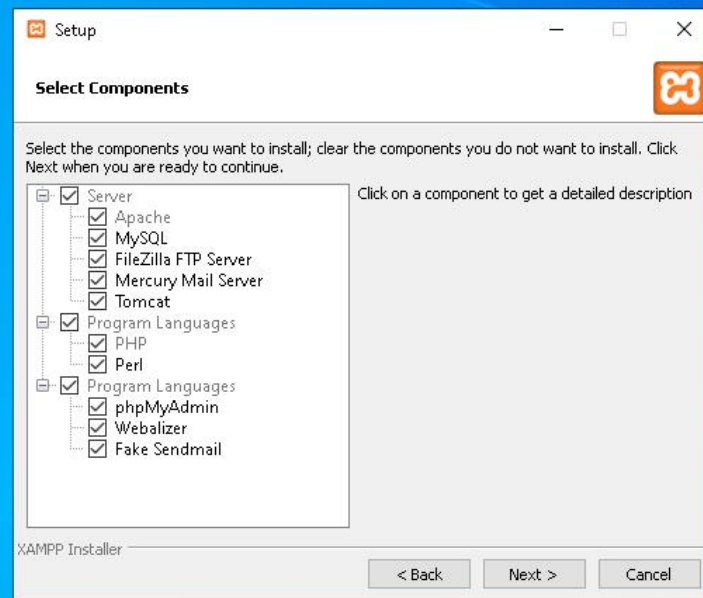 Setup
Select Components
Select the components you want to install; clear the components you do not want to install. Click
Next when you are ready to continue.
Server
Apache
MySQL
FileZilla FTP Server
Mercury Mail Server
Tomcat
Program Languages
PHP
Perl
Program Languages
phpMyAdmin
Webalizer
Fake Sendmail
Click on a component to get a detailed description
XAMPP Installer
< Back
Next >
Cancel